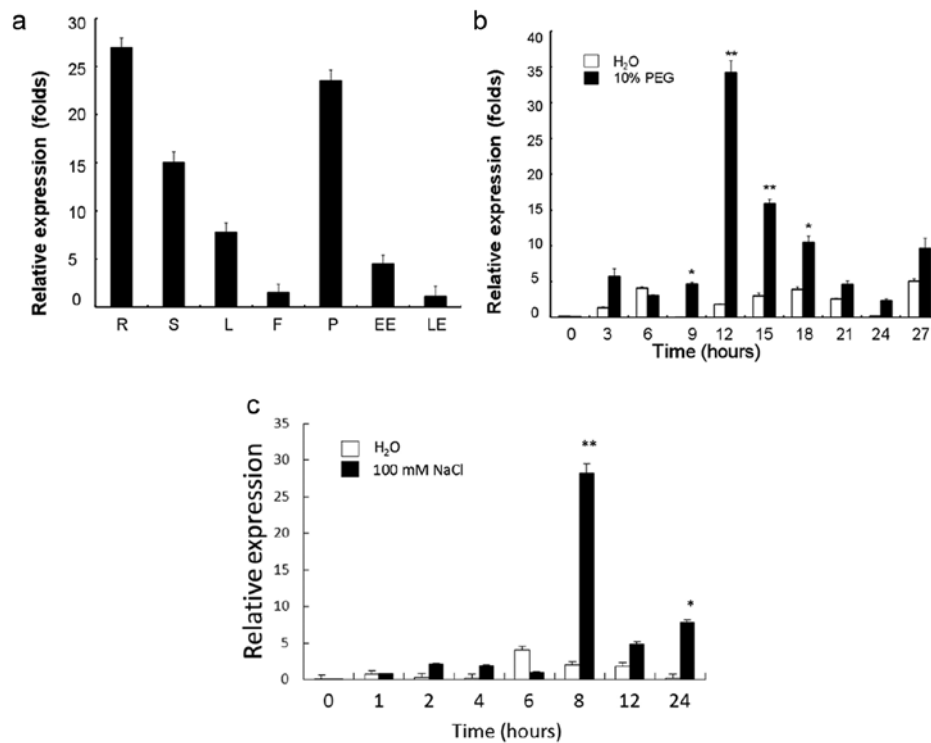 a
Relative expression (folds)
30
25
20
15
10
5
0
R S L F P EE LE
b
Relative expression (folds)
40
35
30
25
20
15
10
5
0
H₂O
10% PEG
*
**
**
*
0 3 6 9 12 15 18 21 24 27
Time (hours)
c
Relative expression
35
30
25
20
15
10
5
0
H₂O
100 mM NaCl
**
*
0 1 2 4 6 8 12 24
Time (hours)